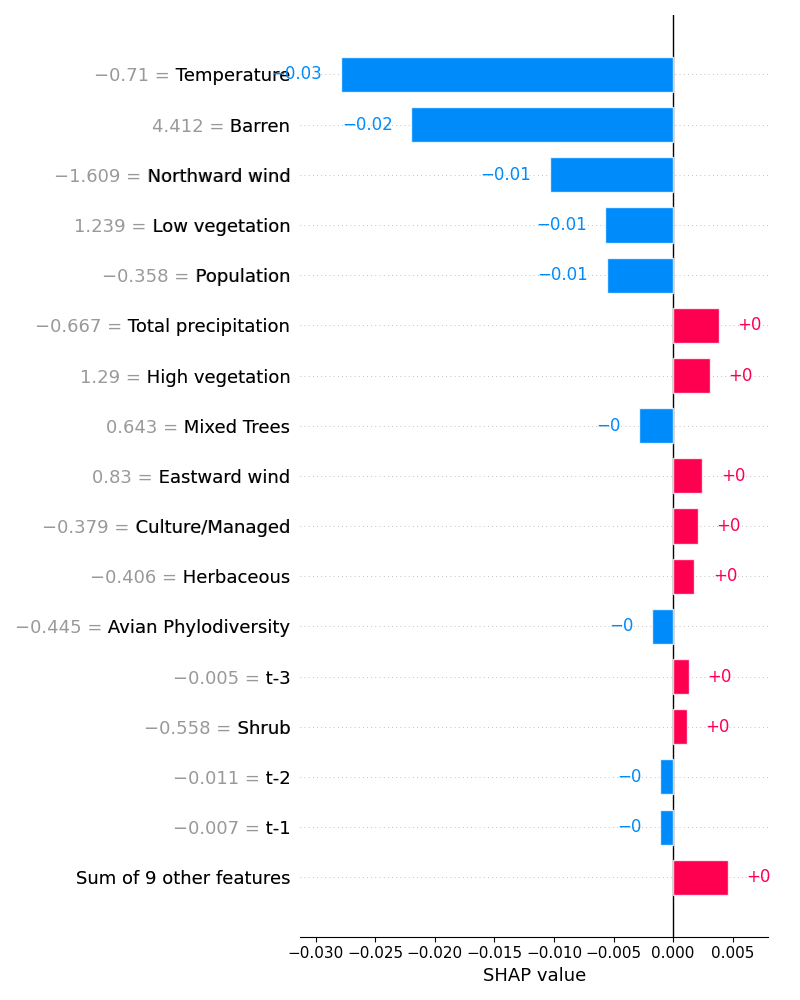 −0.71 = Temperature −0.03
4.412 = Barren −0.02
−1.609 = Northward wind −0.01
1.239 = Low vegetation −0.01
−0.358 = Population −0.01
−0.667 = Total precipitation +0
1.29 = High vegetation +0
0.643 = Mixed Trees −0
0.83 = Eastward wind +0
−0.379 = Culture/Managed +0
−0.406 = Herbaceous +0
−0.445 = Avian Phylodiversity −0
−0.005 = t-3 +0
−0.558 = Shrub +0
−0.011 = t-2 −0
−0.007 = t-1 −0
Sum of 9 other features +0
−0.030 −0.025 −0.020 −0.015 −0.010 −0.005 0.000 0.005
SHAP value